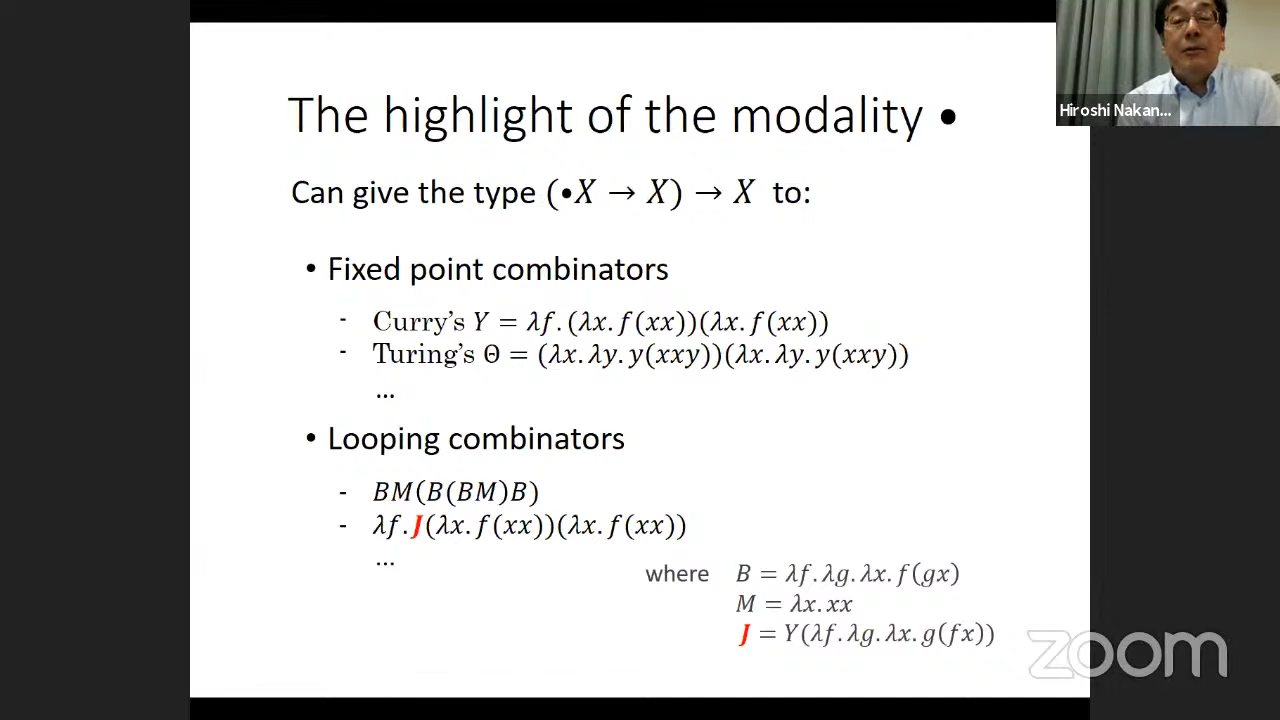 The highlight of the modality •
Hiroshi Nakan...
Can give the type (•X → X) → X to:
• Fixed point combinators
- Curry's Y = λf.(λx.f(xx))(λx.f(xx))
- Turing's Θ = (λx.λy.y(xxy))(λx.λy.y(xxy))
...
• Looping combinators
- BM(B(BM)B)
- λf.J(λx.f(xx))(λx.f(xx))
...
where B = λf.λg.λx.f(gx)
M = λx.xx
J = Y(λf.λg.λx.g(fx))
zoom